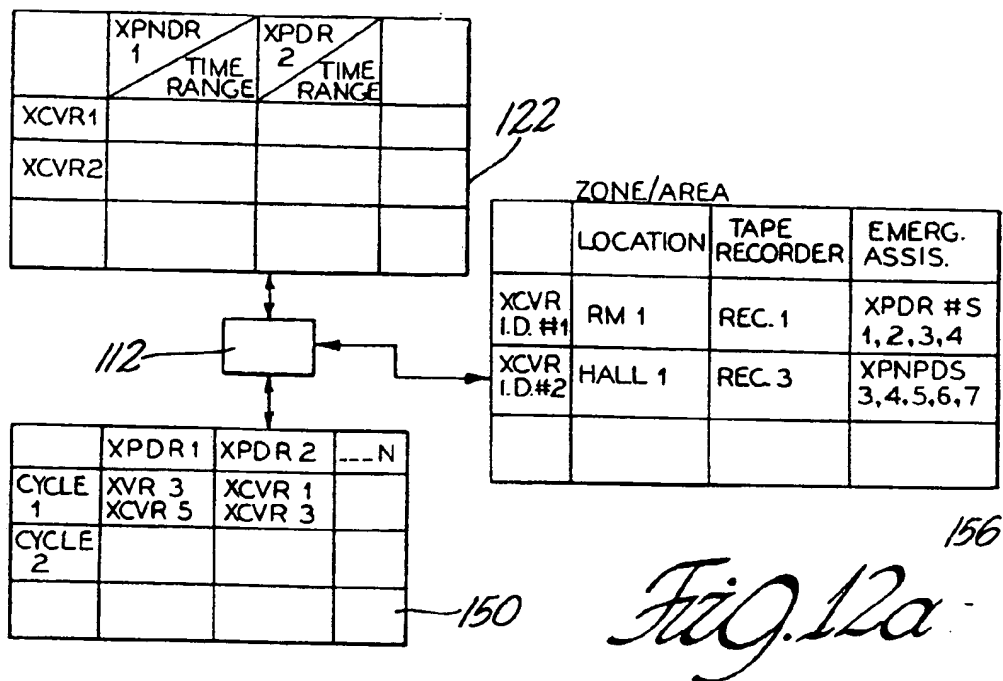 XPNDR 1 TIME RANGE
XPDR 2 TIME RANGE
XCVR1
XCVR2
122
ZONE/AREA
LOCATION
TAPE RECORDER
EMERG. ASSIS.
XCVR I.D. #1
RM 1
REC. 1
XPDR #S 1,2,3,4
XCVR I.D.#2
HALL 1
REC. 3
XPNPDS 3,4.5,6,7
156
112
XPDR1
XPDR2
___N
CYCLE 1
XVR 3 XCVR 5
XCVR 1 XCVR 3
CYCLE 2
150
Fig. 12a